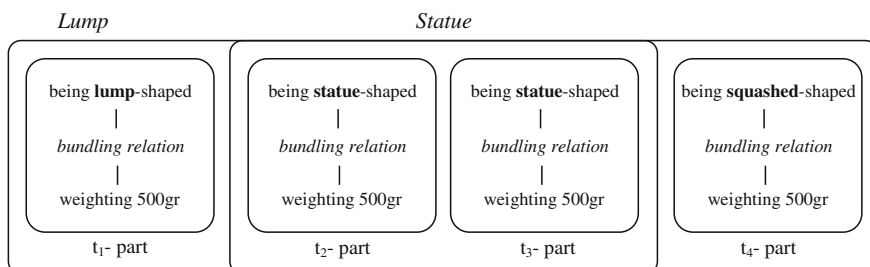 Lump Statue
being lump-shaped being statue-shaped being statue-shaped being squashed-shaped
bundling relation bundling relation bundling relation bundling relation
weighting 500gr weighting 500gr weighting 500gr weighting 500gr
t₁- part t₂- part t₃- part t₄- part